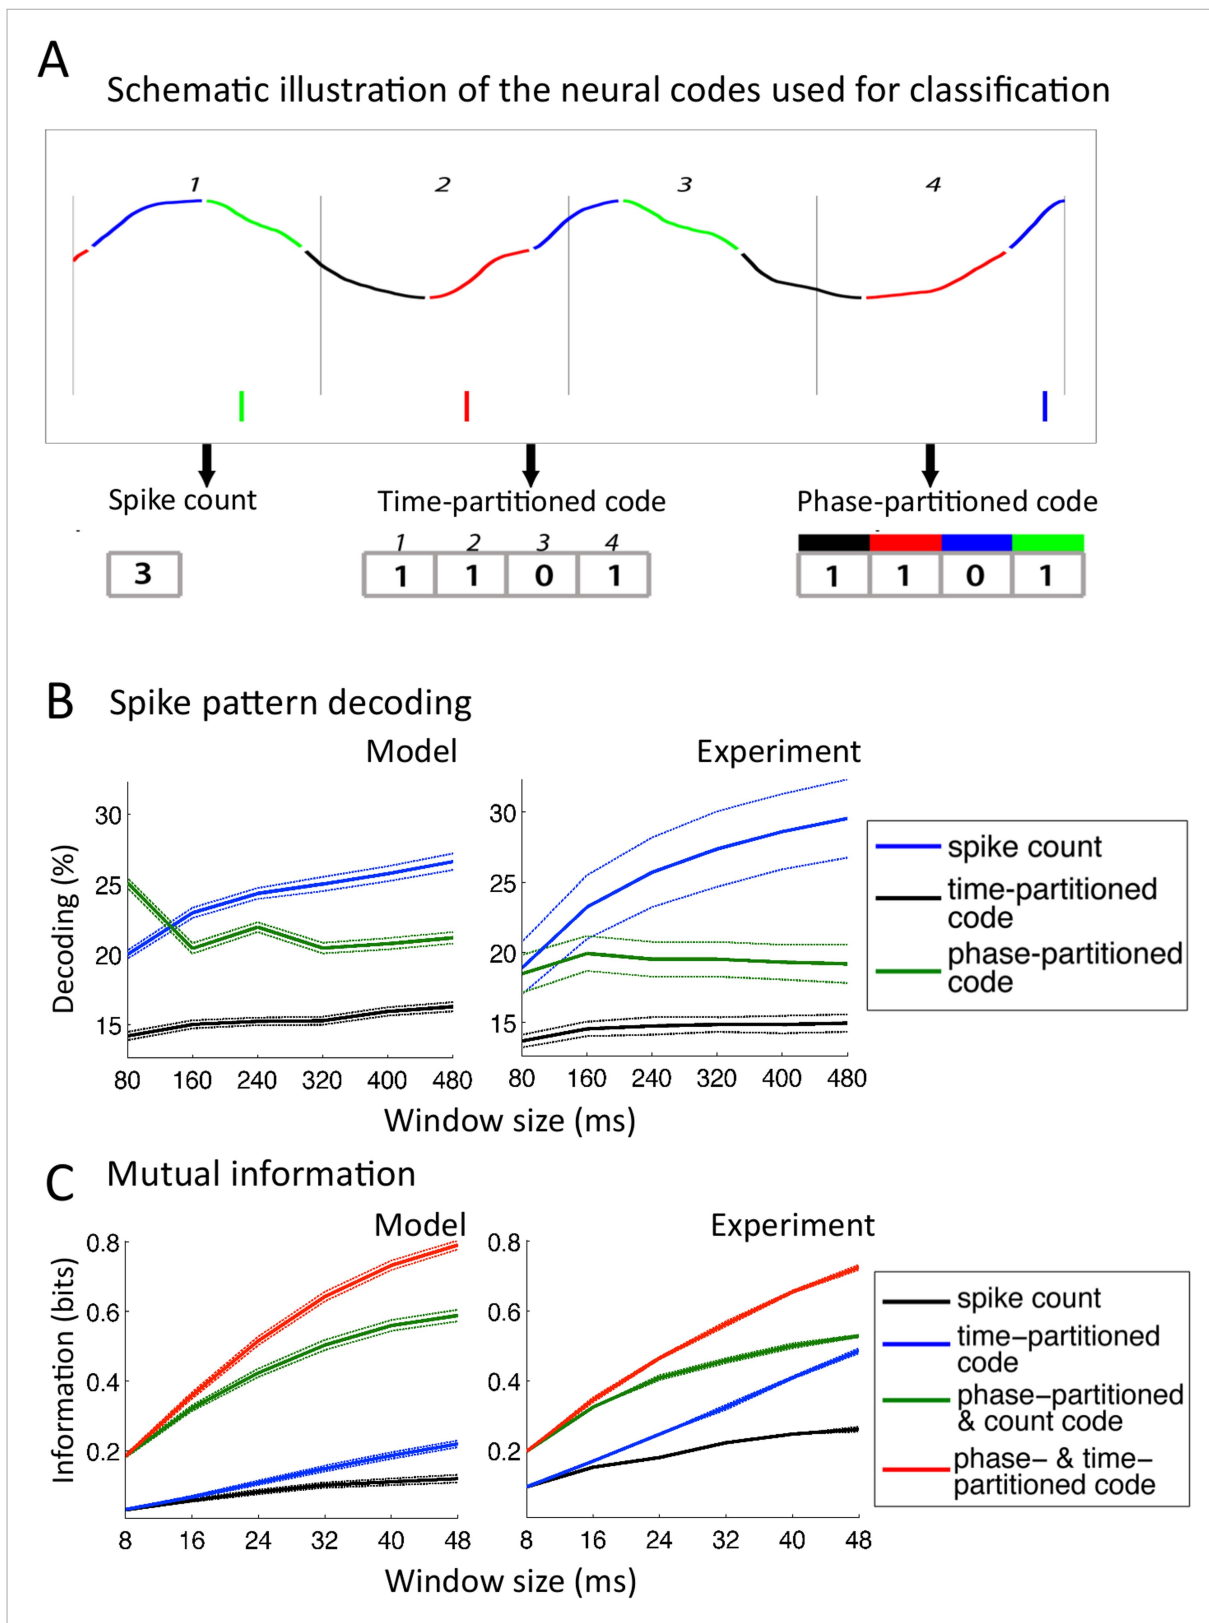 A
Schematic illustration of the neural codes used for classification
1 2 3 4
Spike count
Time-partitioned code
Phase-partitioned code
1 2 3 4
3
1 1 0 1
1 1 0 1
B Spike pattern decoding
Model
Experiment
Decoding (%)
30
25
20
15
80 160 240 320 400 480
30
25
20
15
80 160 240 320 400 480
Window size (ms)
spike count
time-partitioned
code
phase-partitioned
code
C Mutual information
Model
Experiment
Information (bits)
0.8
0.6
0.4
0.2
8 16 24 32 40 48
0.8
0.6
0.4
0.2
8 16 24 32 40 48
Window size (ms)
spike count
time-partitioned
code
phase-partitioned
& count code
phase- & time-
partitioned code